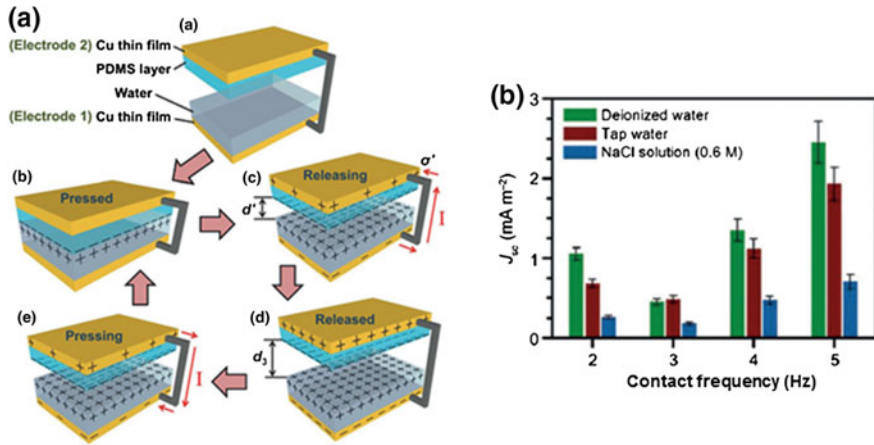 (a)
(a)
(Electrode 2) Cu thin film
PDMS layer
Water
(Electrode 1) Cu thin film
(b)
Pressed
(c)
Releasing
σ'
d'
I
(e)
Pressing
I
(d)
Released
d₃
(b)
Deionized water
Tap water
NaCl solution (0.6 M)
J_sc (mA m⁻²)
3
2
1
0
2 3 4 5
Contact frequency (Hz)